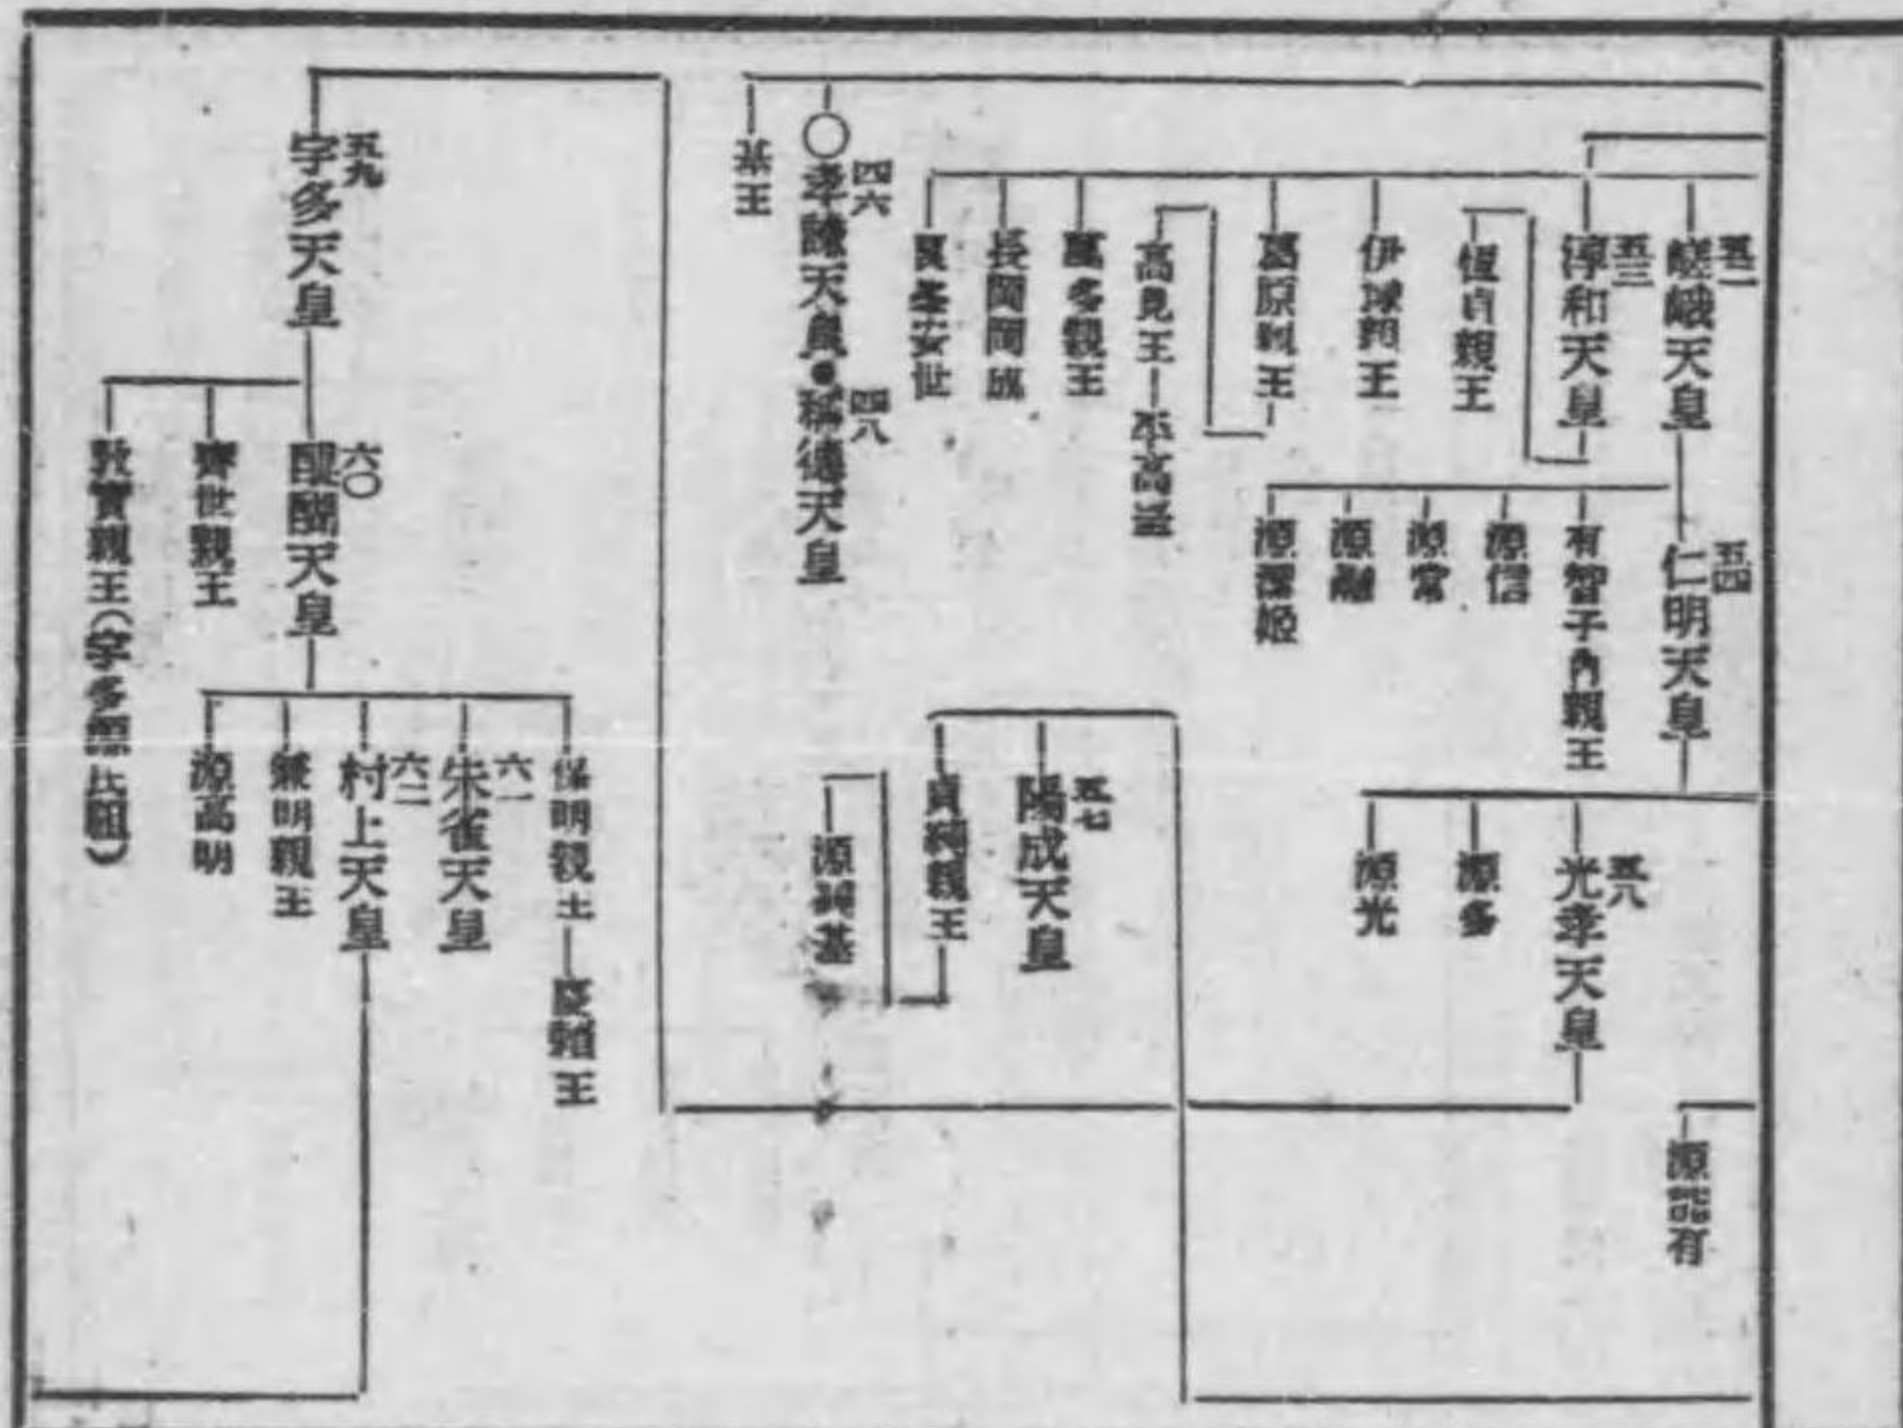 五二
嵯峨天皇
五三
淳和天皇
恆貞親王
伊豫親王
葛原親王
高見王
平高望
萬多親王
長岡岡成
良峯安世
四六
孝謙天皇●稱德天皇
四八
基王
五四
仁明天皇
有智子內親王
源信
源常
源融
源潔姬
五八
光孝天皇
源多
源光
源能有
五七
陽成天皇
貞純親王
源經基
五九
宇多天皇
六〇
醍醐天皇
齊世親王
敦實親王(宇多源氏祖)
保明親王
慶賴王
六一
朱雀天皇
六二
村上天皇
兼明親王
源高明